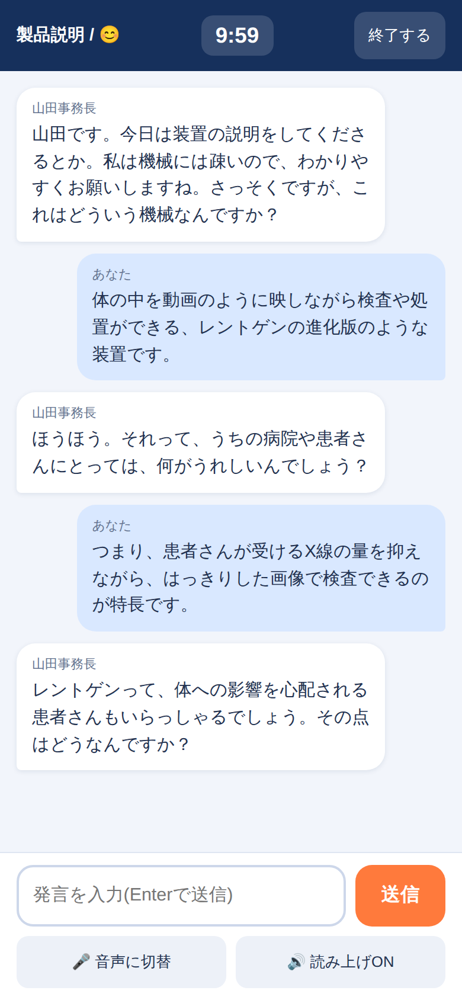 製品説明 / 😊
9:59
終了する
山田事務長
山田です。今日は装置の説明をしてくださ
るとか。私は機械には疎いので、わかりや
すくお願いしますね。さっそくですが、こ
れはどういう機械なんですか？
あなた
体の中を動画のように映しながら検査や処
置ができる、レントゲンの進化版のような
装置です。
山田事務長
ほうほう。それって、うちの病院や患者さ
んにとっては、何がうれしいんでしょう？
あなた
つまり、患者さんが受けるX線の量を抑え
ながら、はっきりした画像で検査できるの
が特長です。
山田事務長
レントゲンって、体への影響を心配される
患者さんもいらっしゃるでしょう。その点
はどうなんですか？
発言を入力(Enterで送信)
送信
🎤 音声に切替
🔊 読み上げON